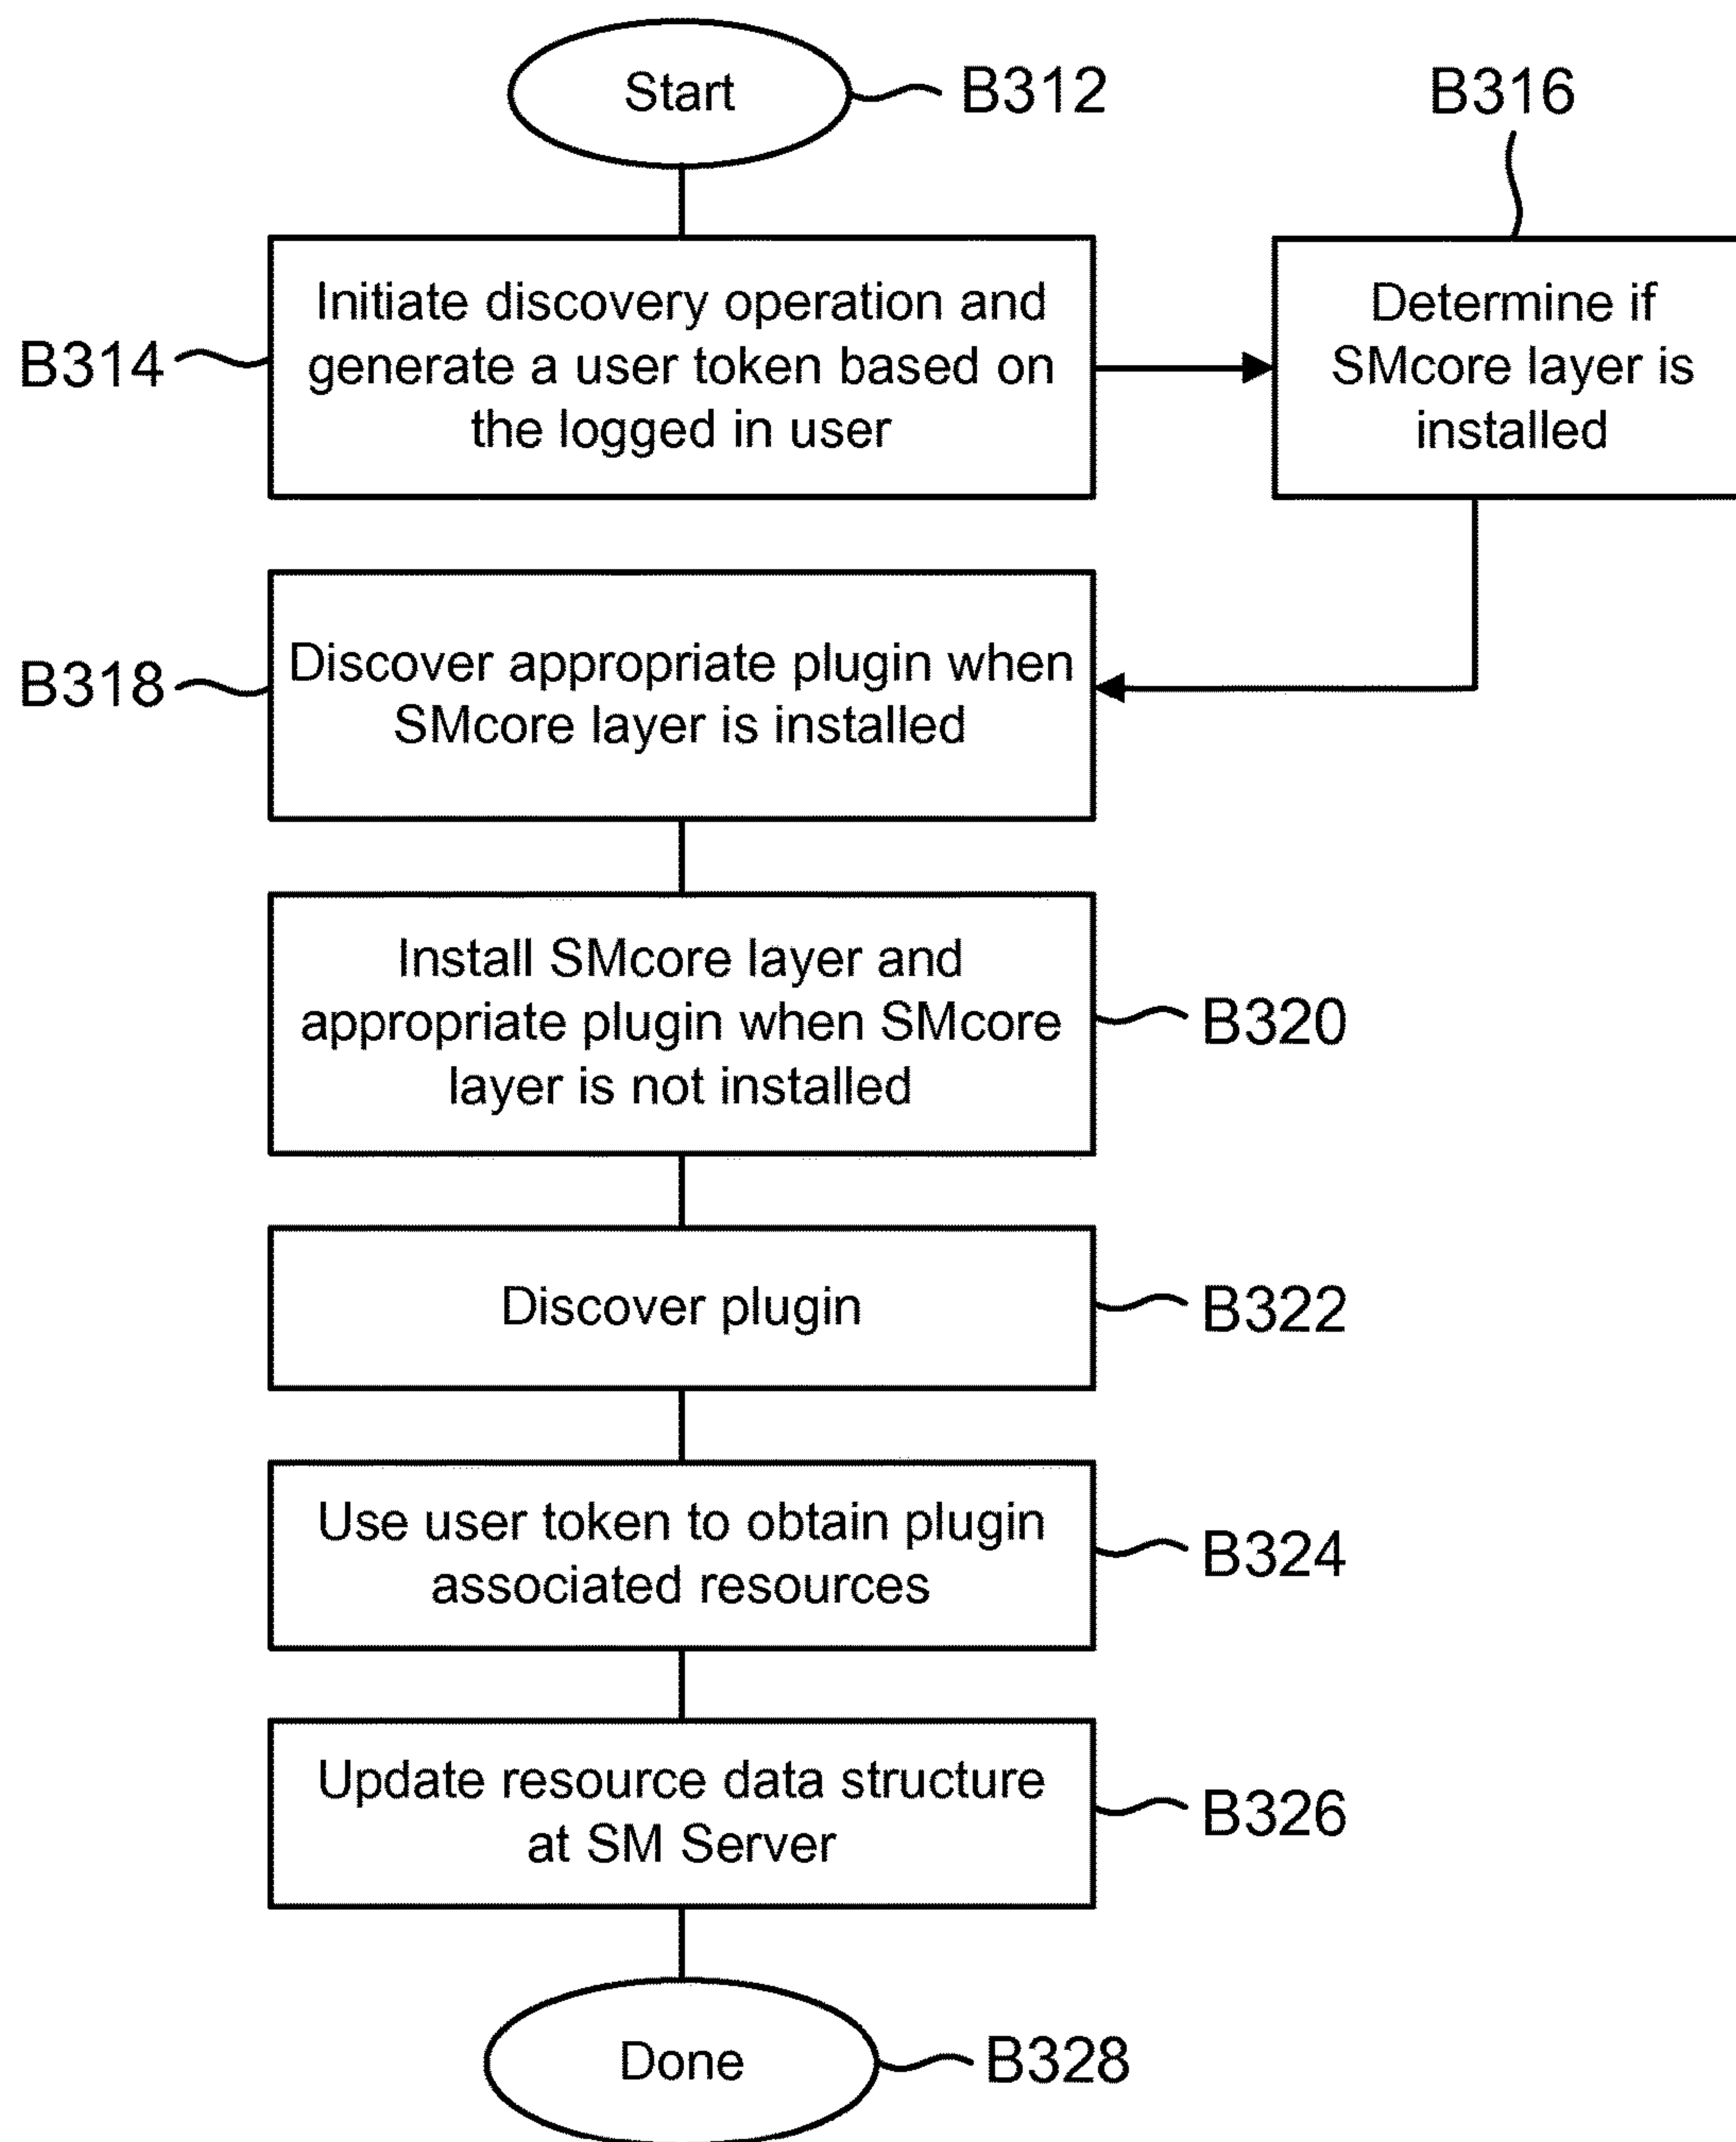 Start
B312
B316
B314
Initiate discovery operation and
generate a user token based on
the logged in user
Determine if
SMcore layer is
installed
B318
Discover appropriate plugin when
SMcore layer is installed
Install SMcore layer and
appropriate plugin when SMcore
layer is not installed
B320
Discover plugin
B322
Use user token to obtain plugin
associated resources
B324
Update resource data structure
at SM Server
B326
Done
B328